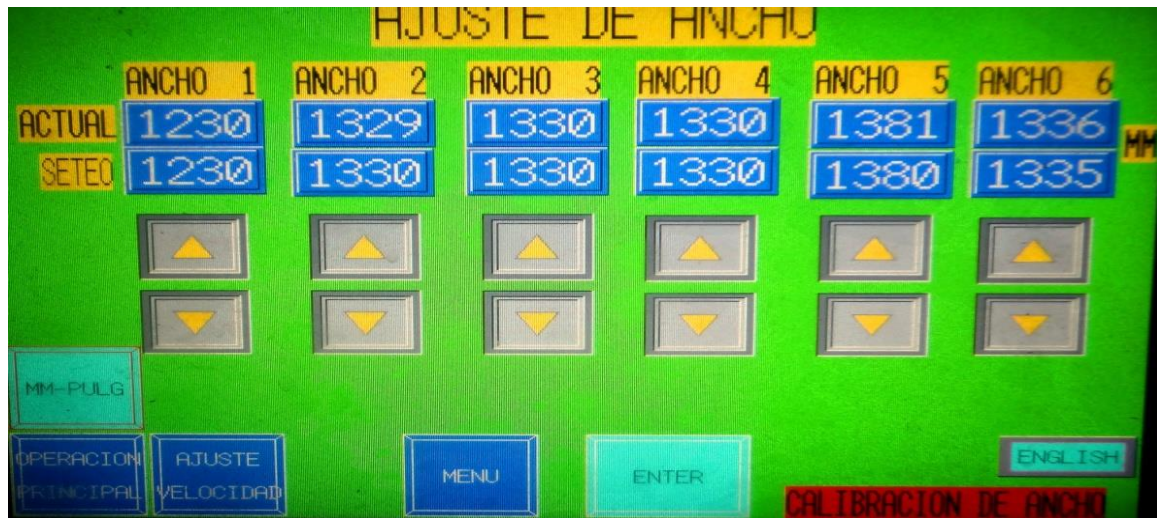 AJUSTE DE ANCHO
ANCHO 1 ANCHO 2 ANCHO 3 ANCHO 4 ANCHO 5 ANCHO 6
ACTUAL 1230 1329 1330 1330 1381 1336 MM
SETEO 1230 1330 1330 1330 1380 1335
MM-PULG
OPERACION PRINCIPAL
AJUSTE VELOCIDAD
MENU
ENTER
ENGLISH
CALIBRACION DE ANCHO